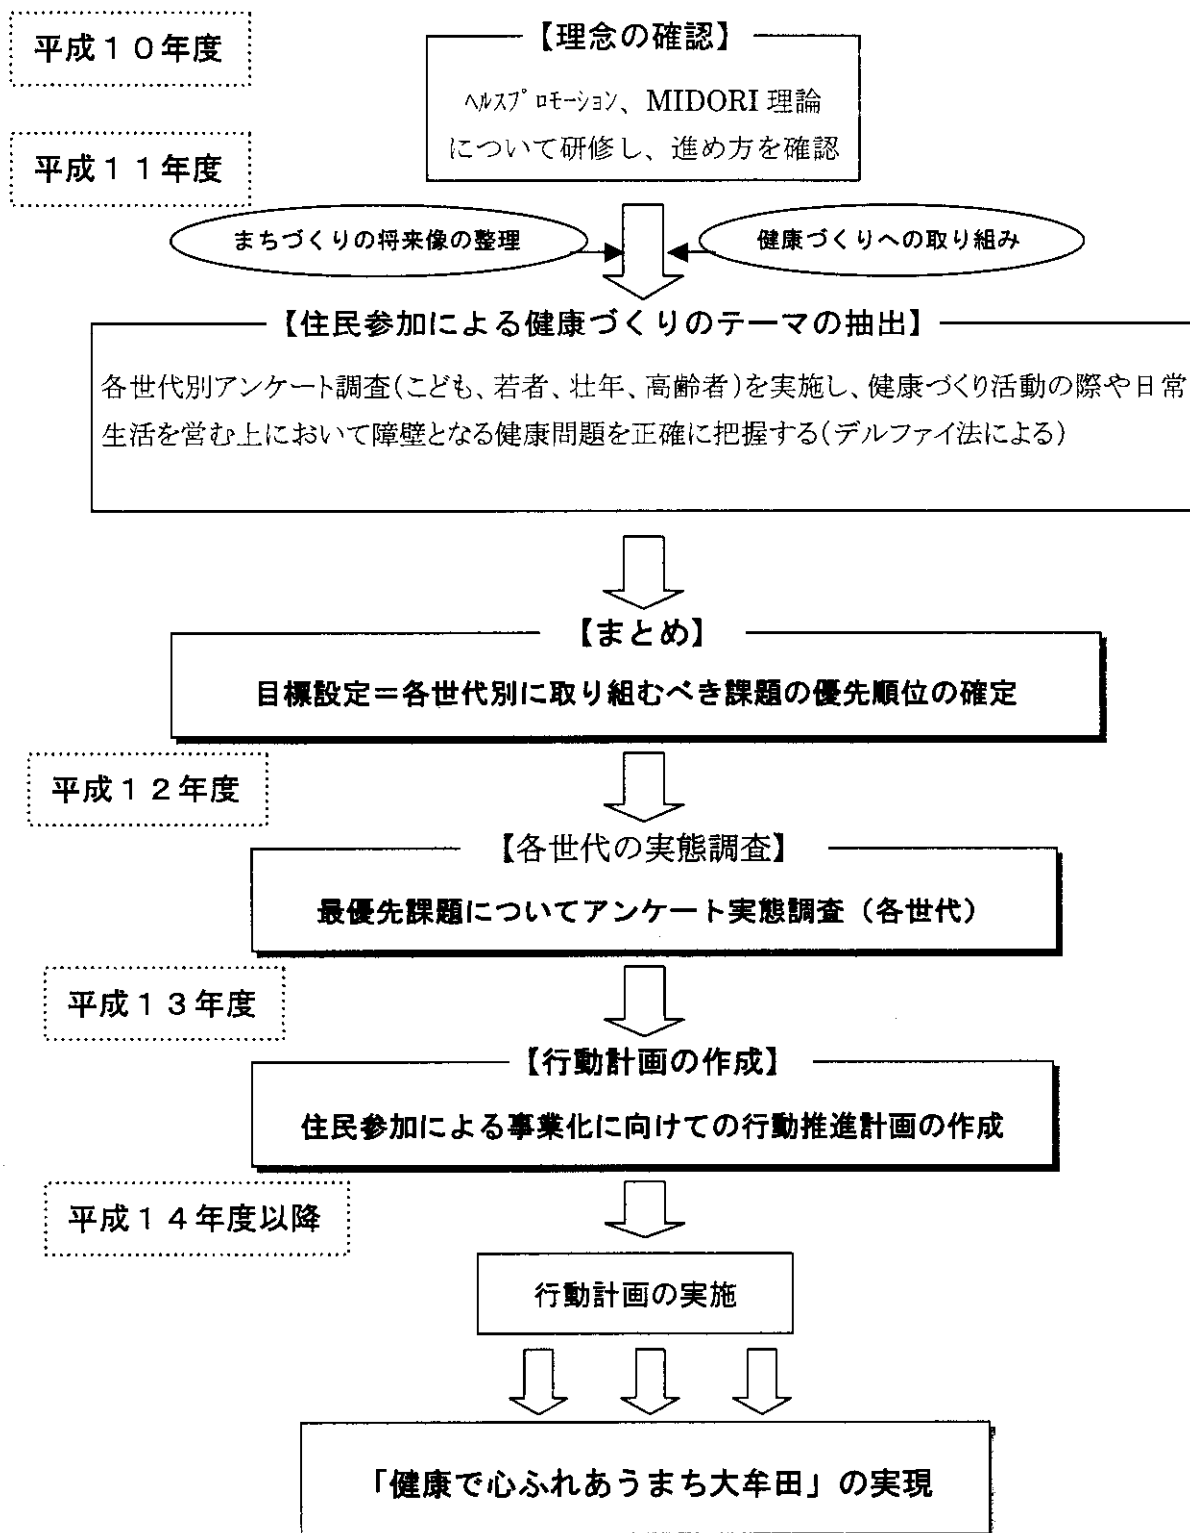 平成１０年度
【理念の確認】
ﾍﾙｽﾌﾟﾛﾓｰｼｮﾝ、MIDORI 理論
について研修し、進め方を確認
平成１１年度
まちづくりの将来像の整理
健康づくりへの取り組み
【住民参加による健康づくりのテーマの抽出】
各世代別アンケート調査(こども、若者、壮年、高齢者)を実施し、健康づくり活動の際や日常
生活を営む上において障壁となる健康問題を正確に把握する(デルファイ法による)
【まとめ】
目標設定＝各世代別に取り組むべき課題の優先順位の確定
平成１２年度
【各世代の実態調査】
最優先課題についてアンケート実態調査（各世代）
平成１３年度
【行動計画の作成】
住民参加による事業化に向けての行動推進計画の作成
平成１４年度以降
行動計画の実施
「健康で心ふれあうまち大牟田」の実現